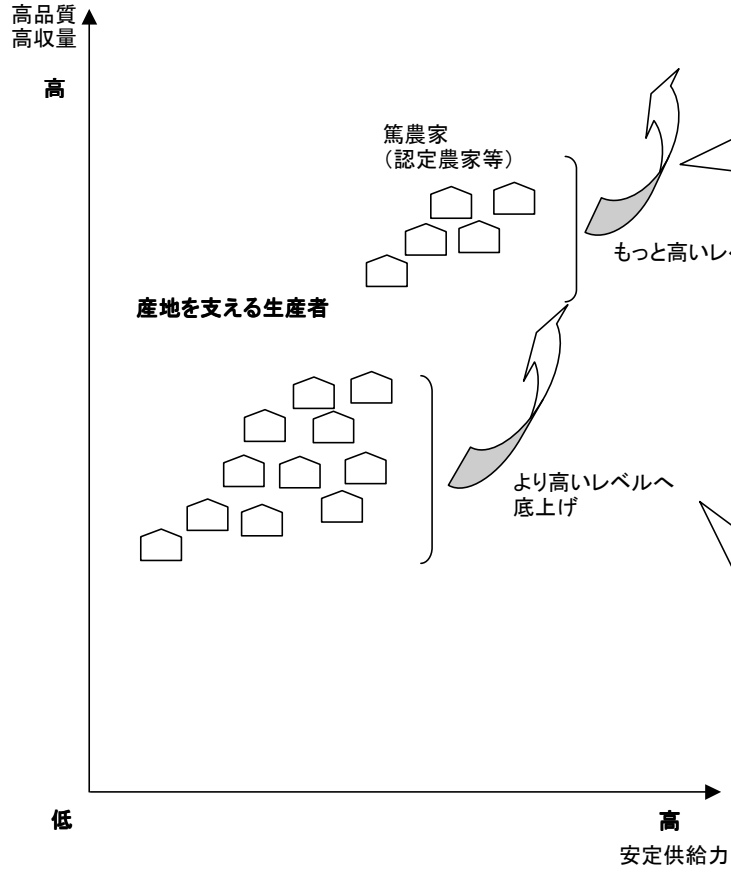 高品質
高収量
高
篤農家
（認定農家等）
もっと高いレ
産地を支える生産者
より高いレベルへ
底上げ
低
高
安定供給力